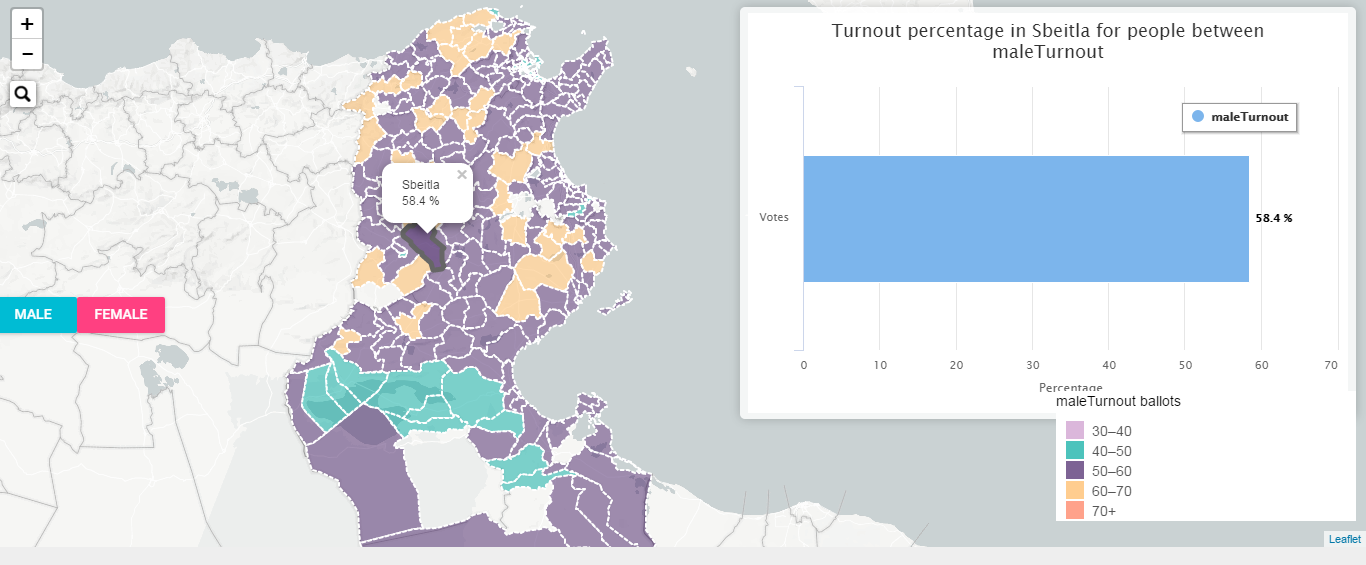 +
−
Sbeitla
58.4 %
×
MALE
FEMALE
Turnout percentage in Sbeitla for people between
maleTurnout
maleTurnout
Votes
58.4 %
0 10 20 30 40 50 60 70
Percentage
maleTurnout ballots
30–40
40–50
50–60
60–70
70+
Leaflet